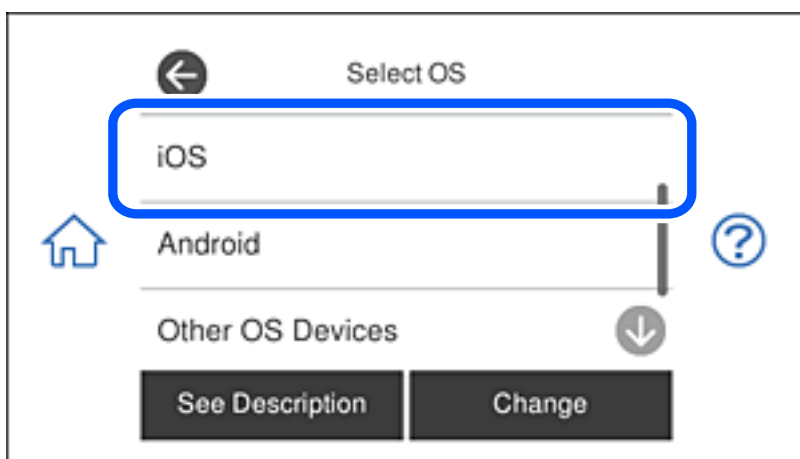 Select OS
iOS
Android
Other OS Devices
See Description
Change